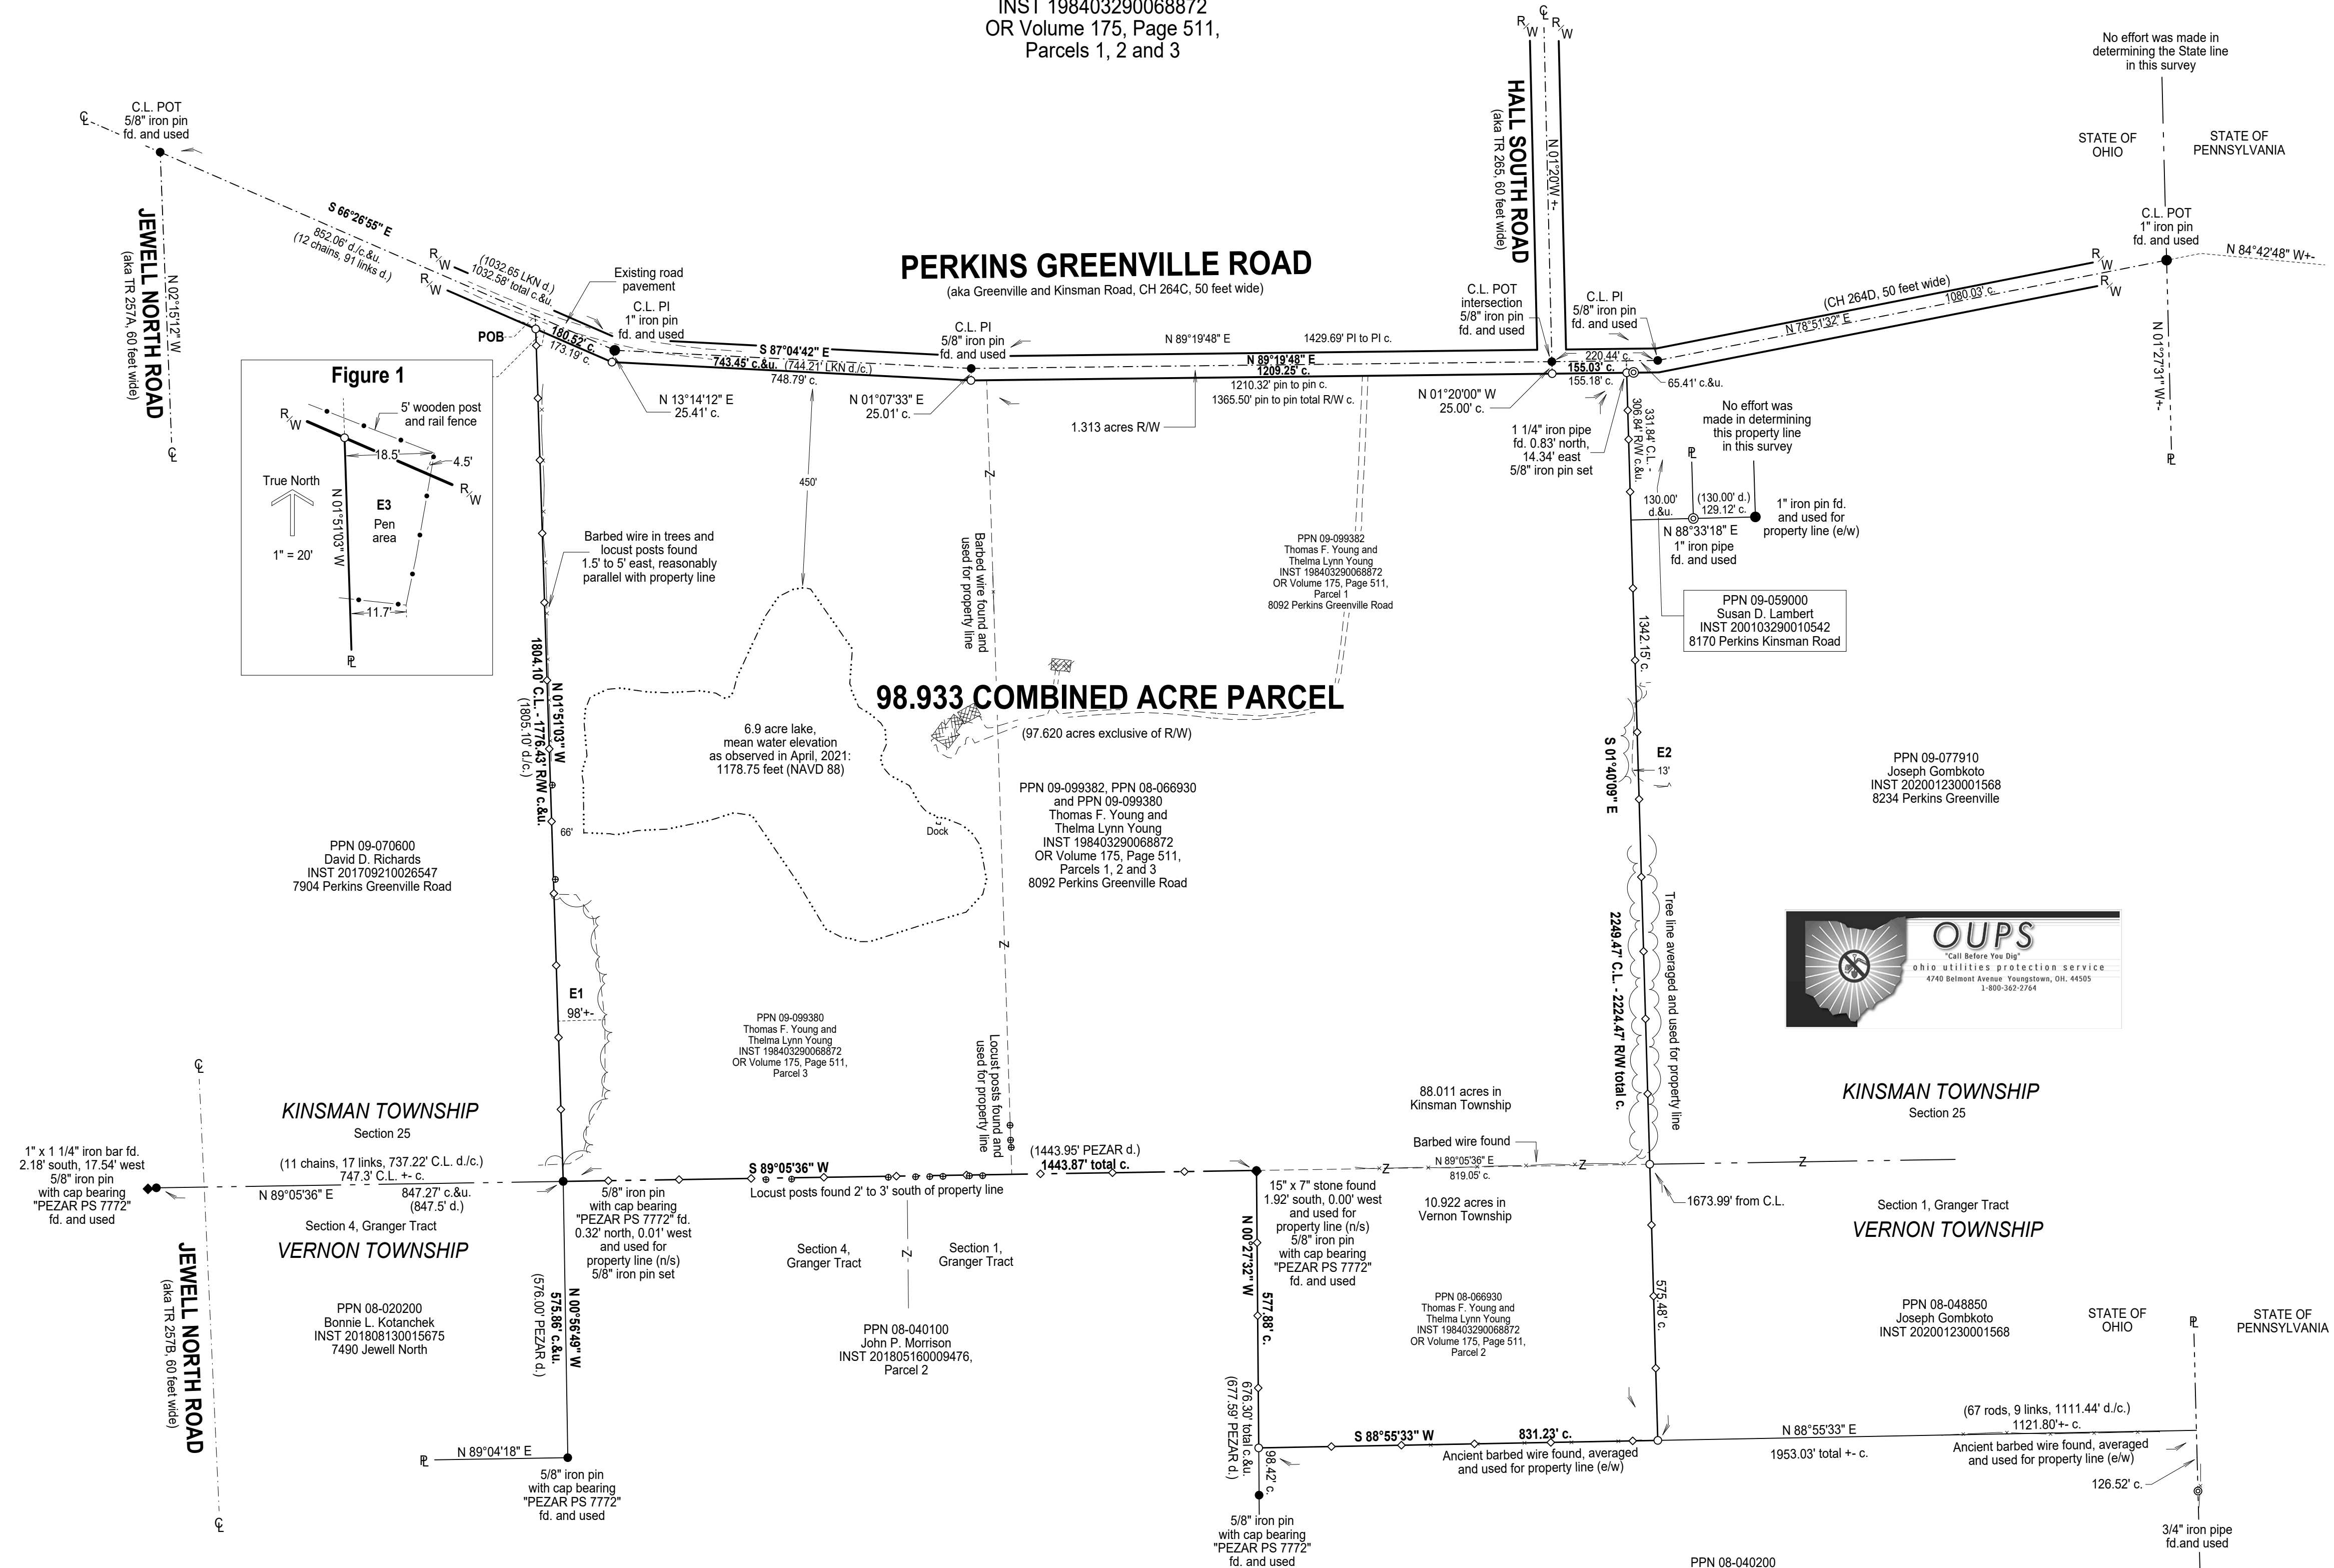 INST 198403290068872
OR Volume 175, Page 511,
Parcels 1, 2 and 3
C.L. POT
5/8" iron pin
fd. and used
JEWELL NORTH ROAD
(aka TR 257A, 60 feet wide)
N 02°15'12" W
S 66°26'55" E
852.06' d./c.&u.
(12 chains, 91 links d.)
R/W
R/W
(1032.65 LKN d.)
1032.58' total c.&u.
Existing road
pavement
C.L. PI
1" iron pin
fd. and used
POB
180.52' c.
173.19' c.
PERKINS GREENVILLE ROAD
(aka Greenville and Kinsman Road, CH 264C, 50 feet wide)
S 87°04'42" E
743.45' c.&u. (744.21' LKN d./c.)
748.79' c.
C.L. PI
5/8" iron pin
fd. and used
N 13°14'12" E
25.41' c.
N 01°07'33" E
25.01' c.
N 89°19'48" E
1429.69' PI to PI c.
N 89°19'48" E
1209.25' c.
1210.32' pin to pin c.
1365.50' pin to pin total R/W c.
1.313 acres R/W
HALL SOUTH ROAD
(aka TR 265, 60 feet wide)
R/W
R/W
N 01°20'W +-
C.L. POT
intersection
5/8" iron pin
fd. and used
C.L. PI
5/8" iron pin
fd. and used
220.44' c.
155.03' c.
155.18' c.
65.41' c.&u.
N 01°20'00" W
25.00' c.
1 1/4" iron pipe
fd. 0.83' north,
14.34' east
5/8" iron pin set
331.84' C.L. -
306.84' R/W c.&u.
No effort was
made in determining
this property line
in this survey
130.00'
d.&u.
(130.00' d.)
129.12' c.
N 88°33'18" E
1" iron pipe
fd. and used
1" iron pin fd.
and used for
property line (e/w)
(CH 264D, 50 feet wide)
1080.03' c.
N 78°51'32" E
R/W
R/W
No effort was made in
determining the State line
in this survey
STATE OF
OHIO
STATE OF
PENNSYLVANIA
C.L. POT
1" iron pin
fd. and used
N 84°42'48" W+-
N 01°27'31" W+-
Figure 1
R/W
5' wooden post
and rail fence
18.5'
4.5'
True North
N 01°51'03" W
E3
Pen
area
R/W
1" = 20'
11.7'
Barbed wire in trees and
locust posts found
1.5' to 5' east, reasonably
parallel with property line
450'
Barbed wire found and
used for property line
PPN 09-099382
Thomas F. Young and
Thelma Lynn Young
INST 198403290068872
OR Volume 175, Page 511,
Parcel 1
8092 Perkins Greenville Road
PPN 09-059000
Susan D. Lambert
INST 200103290010542
8170 Perkins Kinsman Road
1342.15' c.
N 01°51'03" W
1804.10' C.L. - 1776.43' R/W c.&u.
(1805.10' d./c.)
98.933 COMBINED ACRE PARCEL
(97.620 acres exclusive of R/W)
6.9 acre lake,
mean water elevation
as observed in April, 2021:
1178.75 feet (NAVD 88)
Dock
66'
PPN 09-099382, PPN 08-066930
and PPN 09-099380
Thomas F. Young and
Thelma Lynn Young
INST 198403290068872
OR Volume 175, Page 511,
Parcels 1, 2 and 3
8092 Perkins Greenville Road
S 01°40'09" E
E2
13'
PPN 09-077910
Joseph Gombkoto
INST 202001230001568
8234 Perkins Greenville
PPN 09-070600
David D. Richards
INST 201709210026547
7904 Perkins Greenville Road
2249.47' C.L. - 2224.47' R/W total c.
Tree line averaged and used for property line
OUPS
"Call Before You Dig"
ohio utilities protection service
4740 Belmont Avenue Youngstown, OH. 44505
1-800-362-2764
E1
98'+-
PPN 09-099380
Thomas F. Young and
Thelma Lynn Young
INST 198403290068872
OR Volume 175, Page 511,
Parcel 3
Locust posts found and
used for property line
88.011 acres in
Kinsman Township
KINSMAN TOWNSHIP
Section 25
KINSMAN TOWNSHIP
Section 25
1" x 1 1/4" iron bar fd.
2.18' south, 17.54' west
5/8" iron pin
with cap bearing
"PEZAR PS 7772"
fd. and used
(11 chains, 17 links, 737.22' C.L. d./c.)
747.3' C.L. +- c.
N 89°05'36" E
847.27' c.&u.
(847.5' d.)
Section 4, Granger Tract
VERNON TOWNSHIP
S 89°05'36" W
(1443.95' PEZAR d.)
1443.87' total c.
Locust posts found 2' to 3' south of property line
5/8" iron pin
with cap bearing
"PEZAR PS 7772" fd.
0.32' north, 0.01' west
and used for
property line (n/s)
5/8" iron pin set
Barbed wire found
N 89°05'36" E
819.05' c.
15" x 7" stone found
1.92' south, 0.00' west
and used for
property line (n/s)
5/8" iron pin
with cap bearing
"PEZAR PS 7772"
fd. and used
10.922 acres in
Vernon Township
1673.99' from C.L.
Section 1, Granger Tract
VERNON TOWNSHIP
Section 4,
Granger Tract
Section 1,
Granger Tract
JEWELL NORTH ROAD
(aka TR 257B, 60 feet wide)
PPN 08-020200
Bonnie L. Kotanchek
INST 201808130015675
7490 Jewell North
N 00°56'49" W
575.86' c.&u.
(576.00' PEZAR d.)
PPN 08-040100
John P. Morrison
INST 201805160009476,
Parcel 2
N 00°27'32" W
577.88' c.
676.30' total c.&u.
(677.59' PEZAR d.)
98.42' c.
PPN 08-066930
Thomas F. Young and
Thelma Lynn Young
INST 198403290068872
OR Volume 175, Page 511,
Parcel 2
575.48' c.
PPN 08-048850
Joseph Gombkoto
INST 202001230001568
STATE OF
OHIO
STATE OF
PENNSYLVANIA
N 89°04'18" E
5/8" iron pin
with cap bearing
"PEZAR PS 7772"
fd. and used
S 88°55'33" W
831.23' c.
Ancient barbed wire found, averaged
and used for property line (e/w)
N 88°55'33" E
1953.03' total +- c.
(67 rods, 9 links, 1111.44' d./c.)
1121.80'+- c.
Ancient barbed wire found, averaged
and used for property line (e/w)
126.52' c.
5/8" iron pin
with cap bearing
"PEZAR PS 7772"
fd. and used
3/4" iron pipe
fd.and used
PPN 08-040200